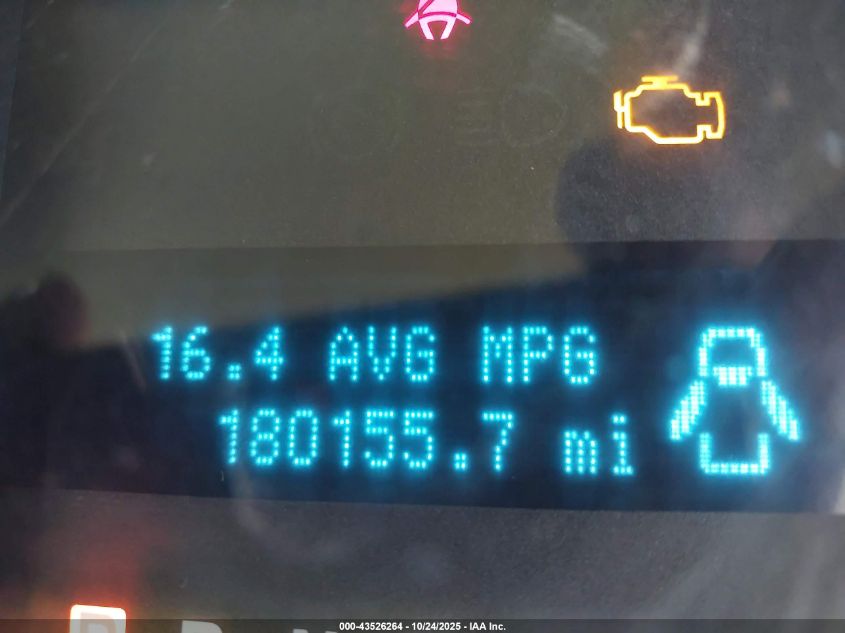 16.4 AVG MPG
180155.7 mi
000-43526264 - 10/24/2025 - IAA Inc.